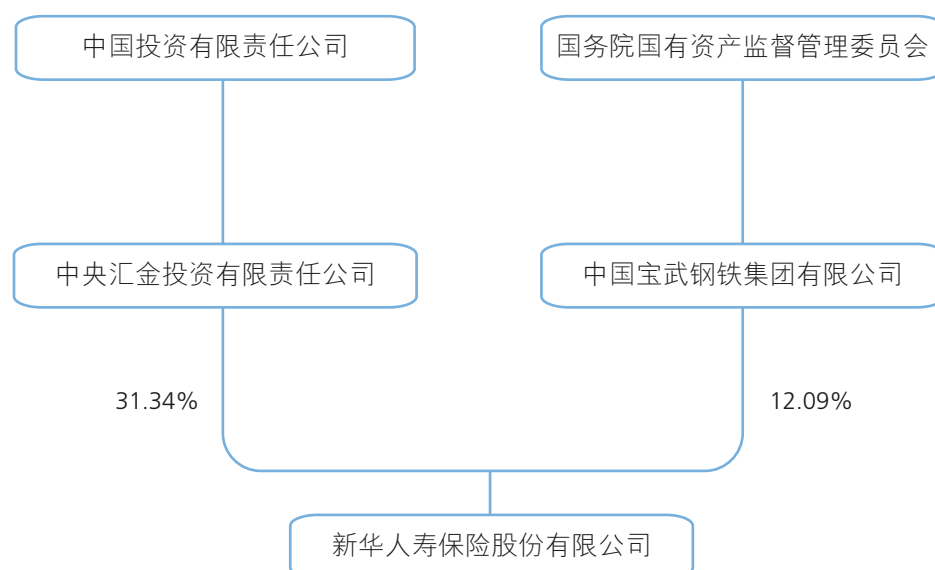 中国投资有限责任公司
国务院国有资产监督管理委员会
中央汇金投资有限责任公司
中国宝武钢铁集团有限公司
31.34%
12.09%
新华人寿保险股份有限公司